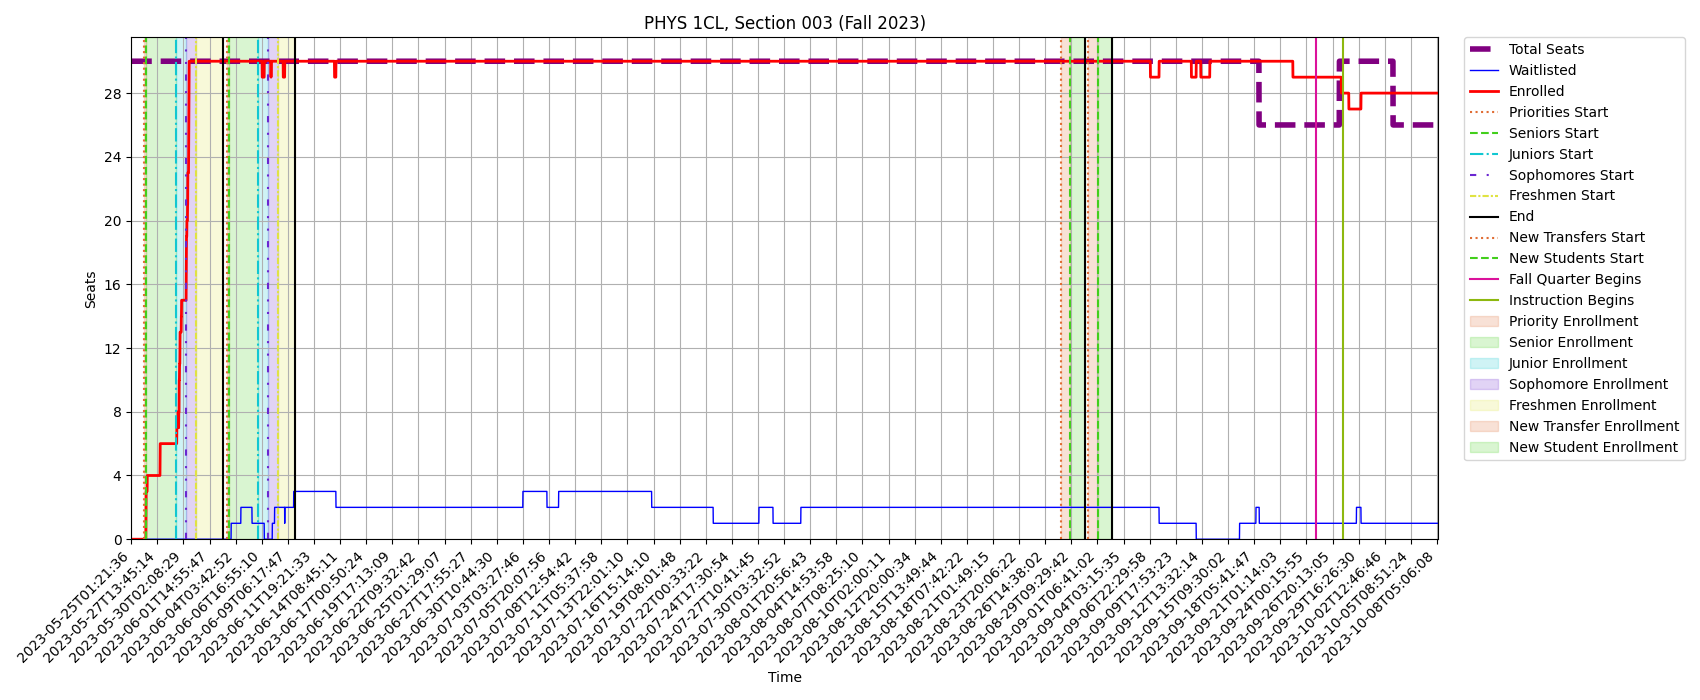 PHYS 1CL, Section 003 (Fall 2023)
Seats
28
24
20
16
12
8
4
0
2023-05-25T01:21:36
2023-05-27T13:45:14
2023-05-30T02:08:29
2023-06-01T14:55:47
2023-06-04T03:42:52
2023-06-06T16:55:10
2023-06-09T06:17:47
2023-06-11T19:21:33
2023-06-14T08:45:11
2023-06-17T00:50:24
2023-06-19T17:13:09
2023-06-22T09:32:42
2023-06-25T01:29:07
2023-06-27T17:55:27
2023-06-30T10:44:30
2023-07-03T03:27:46
2023-07-05T20:07:56
2023-07-08T12:54:42
2023-07-11T05:37:58
2023-07-13T22:01:10
2023-07-16T15:14:10
2023-07-19T08:01:48
2023-07-22T00:33:22
2023-07-24T17:30:54
2023-07-27T10:41:45
2023-07-30T03:32:52
2023-08-01T20:56:43
2023-08-04T14:53:58
2023-08-07T08:25:10
2023-08-10T02:00:11
2023-08-12T20:00:34
2023-08-15T13:49:44
2023-08-18T07:42:22
2023-08-21T01:49:15
2023-08-23T20:06:22
2023-08-26T14:38:02
2023-08-29T09:29:42
2023-09-01T06:41:02
2023-09-04T03:15:35
2023-09-06T22:29:58
2023-09-09T17:53:23
2023-09-12T13:32:14
2023-09-15T09:30:02
2023-09-18T05:41:47
2023-09-21T01:14:03
2023-09-24T00:15:55
2023-09-26T20:13:05
2023-09-29T16:26:30
2023-10-02T12:46:46
2023-10-05T08:51:24
2023-10-08T05:06:08
Time
Total Seats
Waitlisted
Enrolled
Priorities Start
Seniors Start
Juniors Start
Sophomores Start
Freshmen Start
End
New Transfers Start
New Students Start
Fall Quarter Begins
Instruction Begins
Priority Enrollment
Senior Enrollment
Junior Enrollment
Sophomore Enrollment
Freshmen Enrollment
New Transfer Enrollment
New Student Enrollment